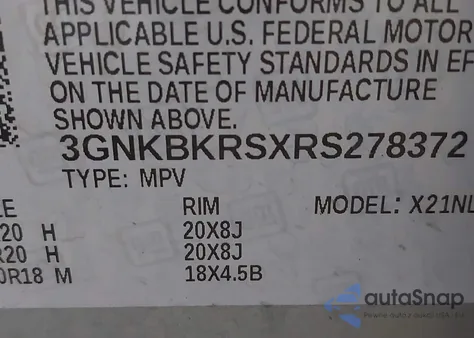 THIS VEHICLE CONFORMS TO ALL
APPLICABLE U.S. FEDERAL MOTOR
VEHICLE SAFETY STANDARDS IN EF
ON THE DATE OF MANUFACTURE
SHOWN ABOVE.
3GNKBKRSXRS278372
TYPE: MPV
E RIM MODEL: X21NL
20 H 20X8J
R20 H 20X8J
0R18 M 18X4.5B
autoSnap